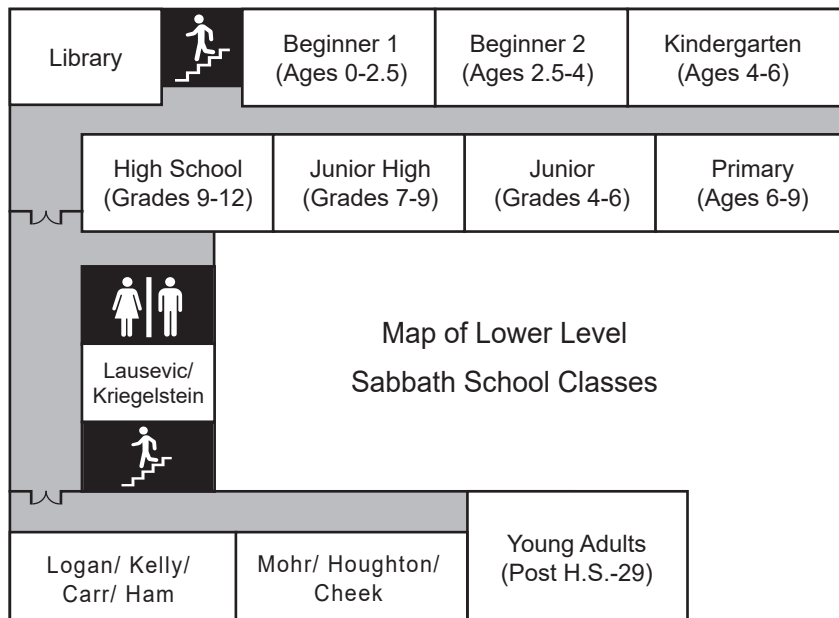 Library
Beginner 1
(Ages 0-2.5)
Beginner 2
(Ages 2.5-4)
Kindergarten
(Ages 4-6)
High School
(Grades 9-12)
Junior High
(Grades 7-9)
Junior
(Grades 4-6)
Primary
(Ages 6-9)
Map of Lower Level
Sabbath School Classes
Lausevic/
Kriegelstein
Logan/ Kelly/
Carr/ Ham
Mohr/ Houghton/
Cheek
Young Adults
(Post H.S.-29)